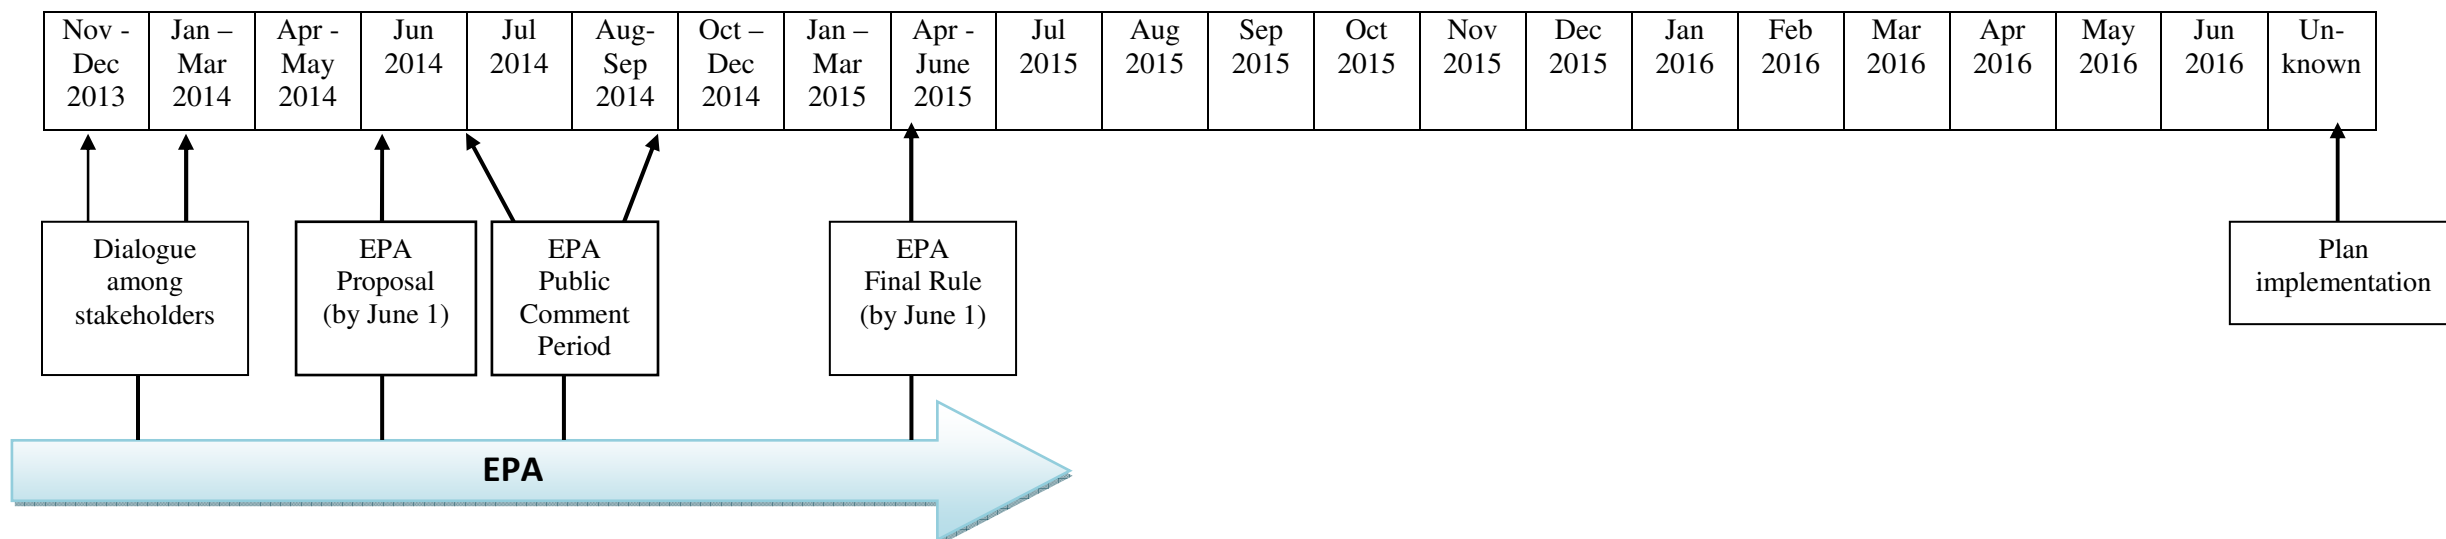 Nov -
Dec
2013
Jan –
Mar
2014
Apr -
May
2014
Jun
2014
Jul
2014
Aug-
Sep
2014
Oct –
Dec
2014
Jan –
Mar
2015
Apr -
June
2015
Jul
2015
Aug
2015
Sep
2015
Oct
2015
Nov
2015
Dec
2015
Jan
2016
Feb
2016
Mar
2016
Apr
2016
May
2016
Jun
2016
Un-
known
Dialogue
among
stakeholders
EPA
Proposal
(by June 1)
EPA
Public
Comment
Period
EPA
Final Rule
(by June 1)
Plan
implementation
EPA